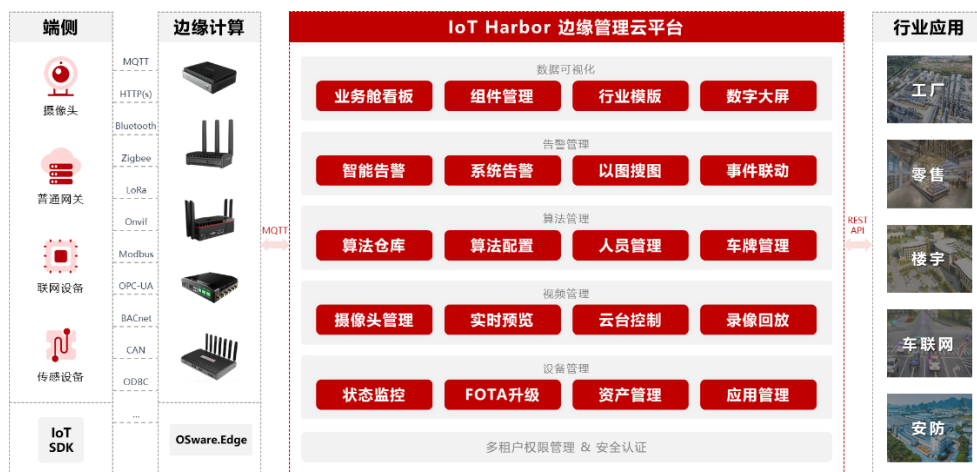 端侧
摄像头
普通网关
联网设备
传感设备
IoT
SDK
MQTT
HTTP(s)
Bluetooth
Zigbee
LoRa
Onvif
Modbus
OPC-UA
BACnet
CAN
ODBC
...
边缘计算
OSware.Edge
MQTT
IoT Harbor 边缘管理云平台
数据可视化
业务舱看板 组件管理 行业模版 数字大屏
告警管理
智能告警 系统告警 以图搜图 事件联动
算法管理
算法仓库 算法配置 人员管理 车牌管理
视频管理
摄像头管理 实时预览 云台控制 录像回放
设备管理
状态监控 FOTA升级 资产管理 应用管理
多租户权限管理 & 安全认证
REST
API
行业应用
工厂
零售
楼宇
车联网
安防